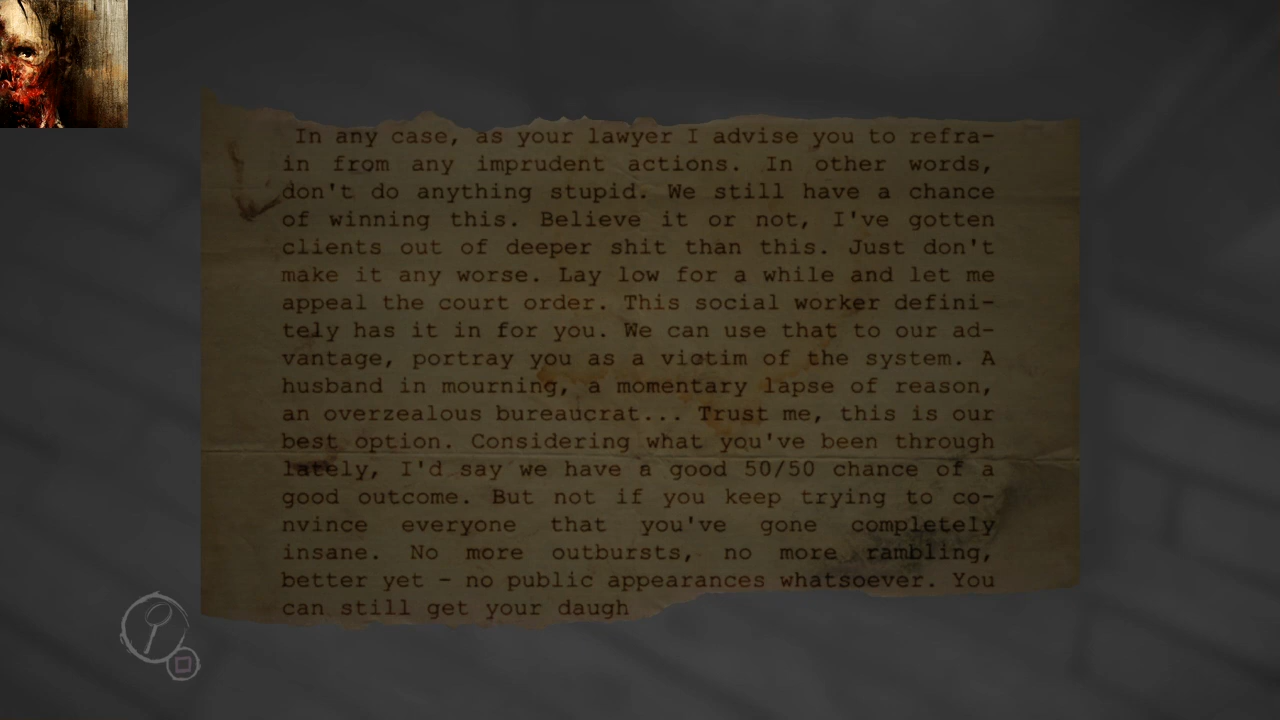 In any case, as your lawyer I advise you to refra-
in from any imprudent actions. In other words,
don't do anything stupid. We still have a chance
of winning this. Believe it or not, I've gotten
clients out of deeper shit than this. Just don't
make it any worse. Lay low for a while and let me
appeal the court order. This social worker defini-
tely has it in for you. We can use that to our ad-
vantage, portray you as a victim of the system. A
husband in mourning, a momentary lapse of reason,
an overzealous bureaucrat... Trust me, this is our
best option. Considering what you've been through
lately, I'd say we have a good 50/50 chance of a
good outcome. But not if you keep trying to co-
nvince everyone that you've gone completely
insane. No more outbursts, no more rambling,
better yet - no public appearances whatsoever. You
can still get your daugh